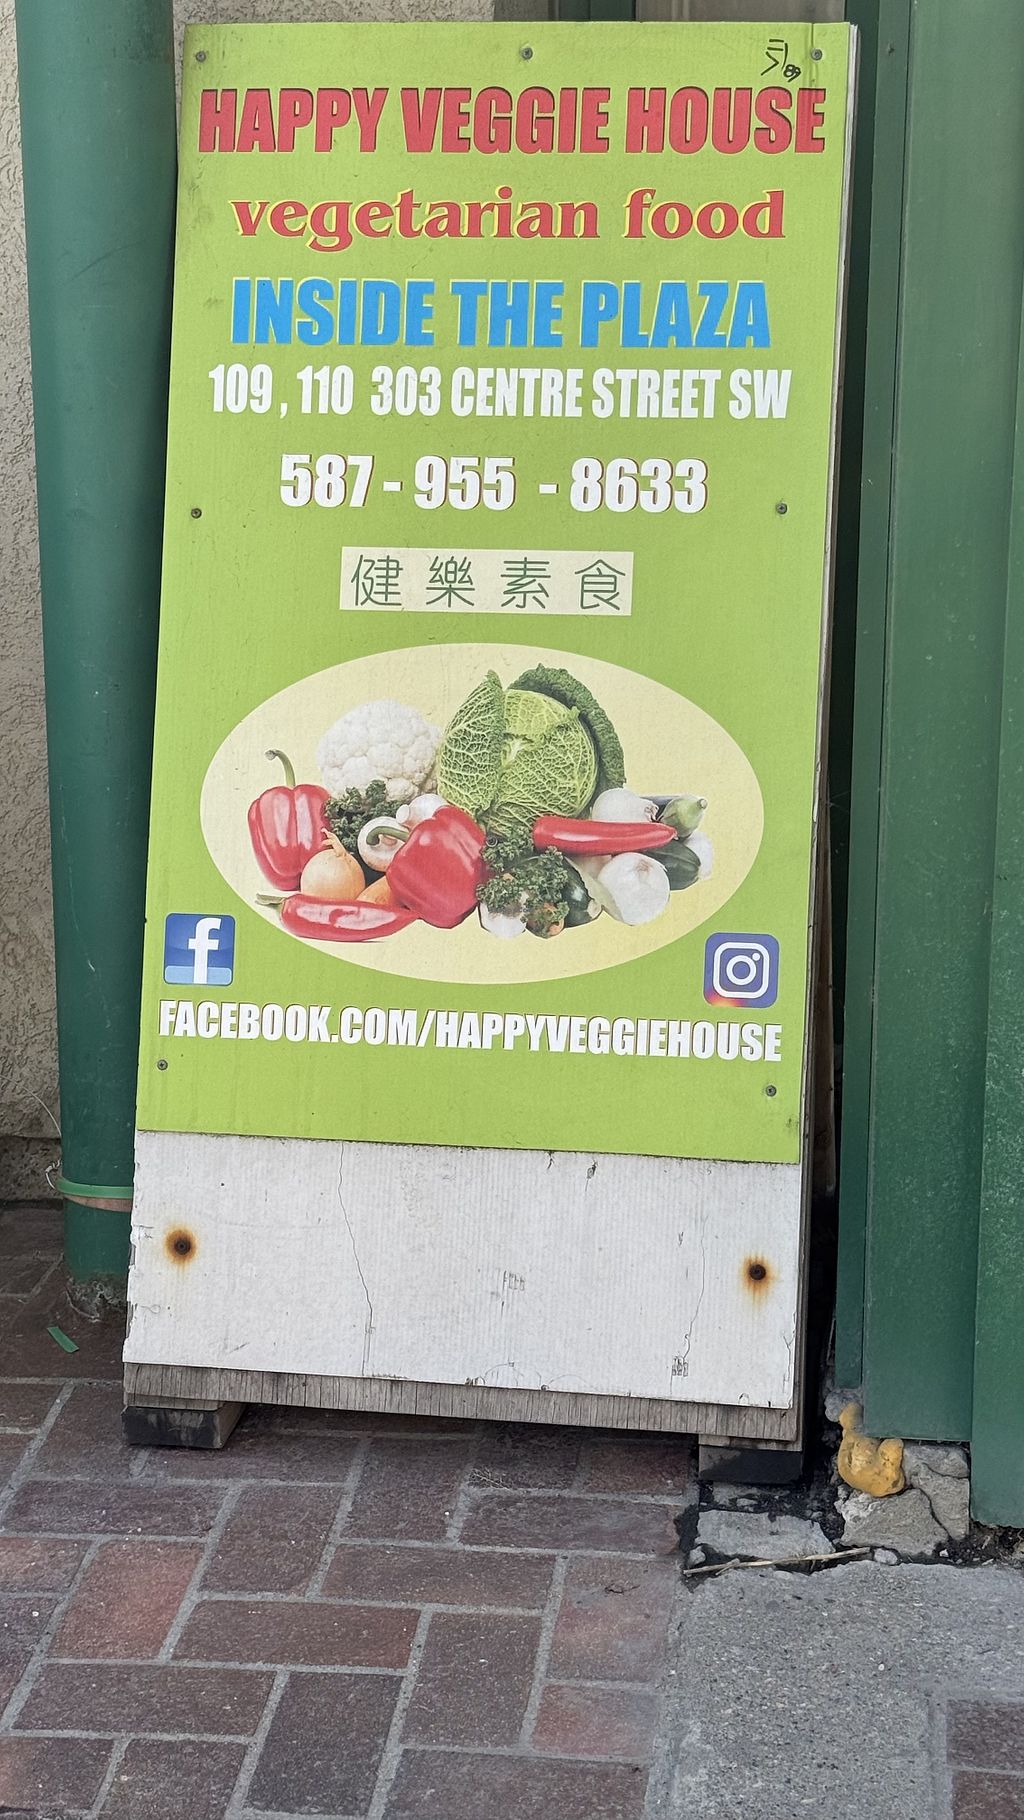 HAPPY VEGGIE HOUSE
vegetarian food
INSIDE THE PLAZA
109 , 110 303 CENTRE STREET SW
587 - 955 - 8633
健樂素食
FACEBOOK.COM/HAPPYVEGGIEHOUSE